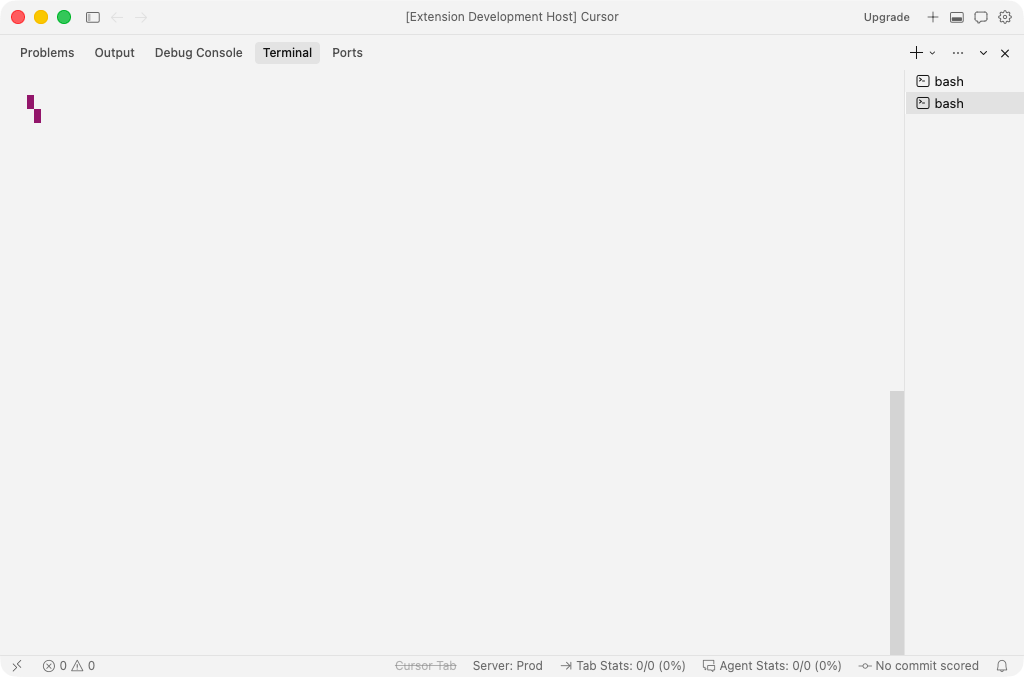 [Extension Development Host] Cursor
Upgrade
Problems Output Debug Console Terminal Ports
bash
bash
0 0 Cursor Tab Server: Prod Tab Stats: 0/0 (0%) Agent Stats: 0/0 (0%) No commit scored